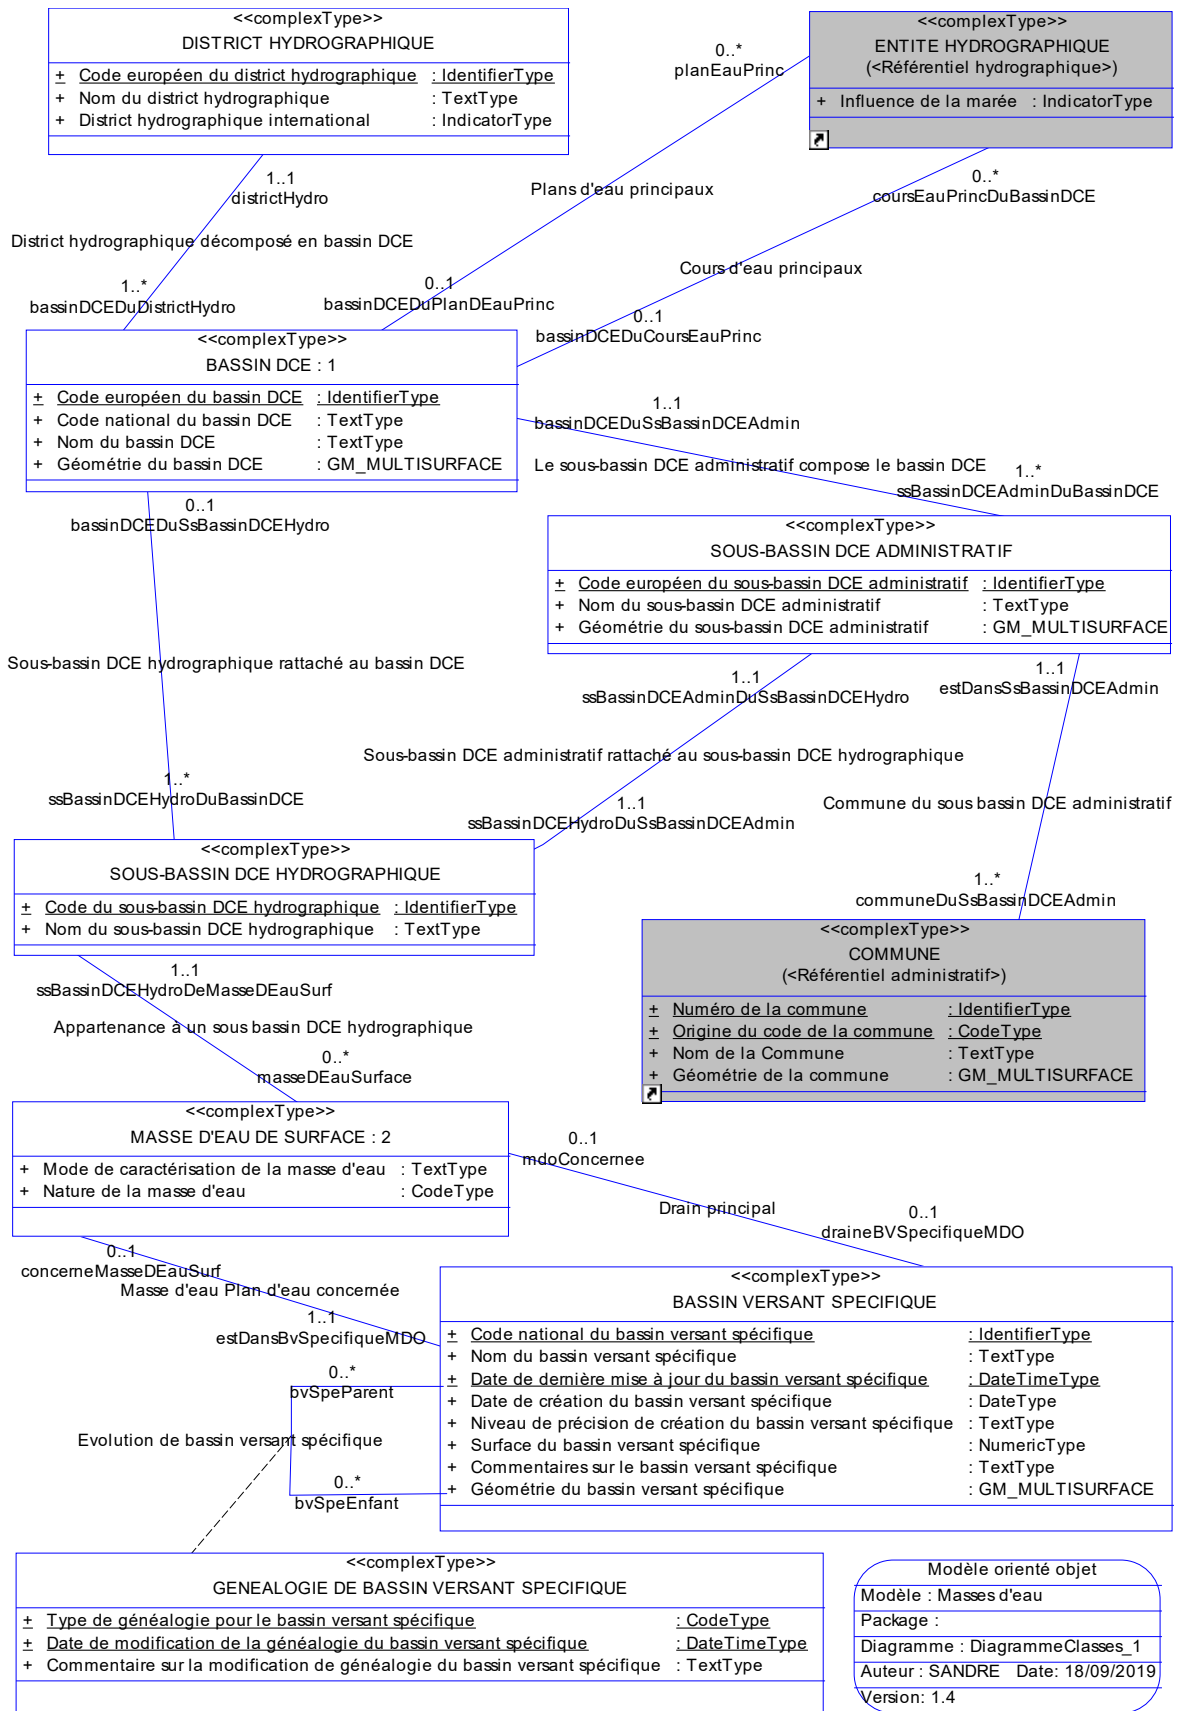 <<complexType>>
DISTRICT HYDROGRAPHIQUE
+ Code européen du district hydrographique : IdentifierType
+ Nom du district hydrographique : TextType
+ District hydrographique international : IndicatorType
<<complexType>>
ENTITE HYDROGRAPHIQUE
(<Référentiel hydrographique>)
+ Influence de la marée : IndicatorType
0..*
planEauPrinc
1..1
districtHydro
Plans d'eau principaux
0..*
coursEauPrincDuBassinDCE
District hydrographique décomposé en bassin DCE
Cours d'eau principaux
1..*
bassinDCEDuDistrictHydro
0..1
bassinDCEDuPlanDEauPrinc
0..1
bassinDCEDuCoursEauPrinc
<<complexType>>
BASSIN DCE : 1
+ Code européen du bassin DCE : IdentifierType
+ Code national du bassin DCE : TextType
+ Nom du bassin DCE : TextType
+ Géométrie du bassin DCE : GM_MULTISURFACE
1..1
bassinDCEDuSsBassinDCEAdmin
Le sous-bassin DCE administratif compose le bassin DCE
1..*
ssBassinDCEAdminDuBassinDCE
0..1
bassinDCEDuSsBassinDCEHydro
<<complexType>>
SOUS-BASSIN DCE ADMINISTRATIF
+ Code européen du sous-bassin DCE administratif : IdentifierType
+ Nom du sous-bassin DCE administratif : TextType
+ Géométrie du sous-bassin DCE administratif : GM_MULTISURFACE
Sous-bassin DCE hydrographique rattaché au bassin DCE
1..1
ssBassinDCEAdminDuSsBassinDCEHydro
1..1
estDansSsBassinDCEAdmin
Sous-bassin DCE administratif rattaché au sous-bassin DCE hydrographique
1..*
ssBassinDCEHydroDuBassinDCE
1..1
ssBassinDCEHydroDuSsBassinDCEAdmin
Commune du sous bassin DCE administratif
<<complexType>>
SOUS-BASSIN DCE HYDROGRAPHIQUE
+ Code du sous-bassin DCE hydrographique : IdentifierType
+ Nom du sous-bassin DCE hydrographique : TextType
1..*
communeDuSsBassinDCEAdmin
<<complexType>>
COMMUNE
(<Référentiel administratif>)
+ Numéro de la commune : IdentifierType
+ Origine du code de la commune : CodeType
+ Nom de la Commune : TextType
+ Géométrie de la commune : GM_MULTISURFACE
1..1
ssBassinDCEHydroDeMasseDEauSurf
Appartenance à un sous bassin DCE hydrographique
0..*
masseDEauSurface
<<complexType>>
MASSE D'EAU DE SURFACE : 2
+ Mode de caractérisation de la masse d'eau : TextType
+ Nature de la masse d'eau : CodeType
0..1
mdoConcernee
Drain principal
0..1
draineBVSpecifiqueMDO
0..1
concerneMasseDEauSurf
Masse d'eau Plan d'eau concernée
1..1
estDansBvSpecifiqueMDO
<<complexType>>
BASSIN VERSANT SPECIFIQUE
+ Code national du bassin versant spécifique : IdentifierType
+ Nom du bassin versant spécifique : TextType
+ Date de dernière mise à jour du bassin versant spécifique : DateTimeType
+ Date de création du bassin versant spécifique : DateType
+ Niveau de précision de création du bassin versant spécifique : TextType
+ Surface du bassin versant spécifique : NumericType
+ Commentaires sur le bassin versant spécifique : TextType
+ Géométrie du bassin versant spécifique : GM_MULTISURFACE
0..*
bvSpeParent
Evolution de bassin versant spécifique
0..*
bvSpeEnfant
<<complexType>>
GENEALOGIE DE BASSIN VERSANT SPECIFIQUE
+ Type de généalogie pour le bassin versant spécifique : CodeType
+ Date de modification de la généalogie du bassin versant spécifique : DateTimeType
+ Commentaire sur la modification de généalogie du bassin versant spécifique : TextType
Modèle orienté objet
Modèle : Masses d'eau
Package :
Diagramme : DiagrammeClasses_1
Auteur : SANDRE Date: 18/09/2019
Version: 1.4